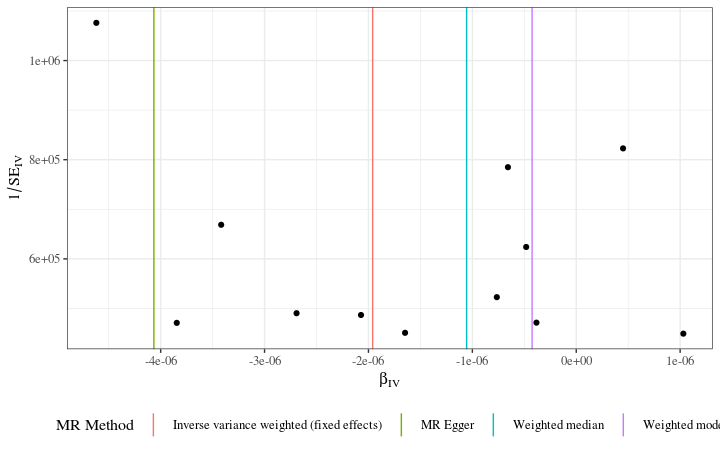 1e+06
8e+05
6e+05
1/SE_IV
-4e-06 -3e-06 -2e-06 -1e-06 0e+00 1e-06
β_IV
MR Method Inverse variance weighted (fixed effects) MR Egger Weighted median Weighted mod